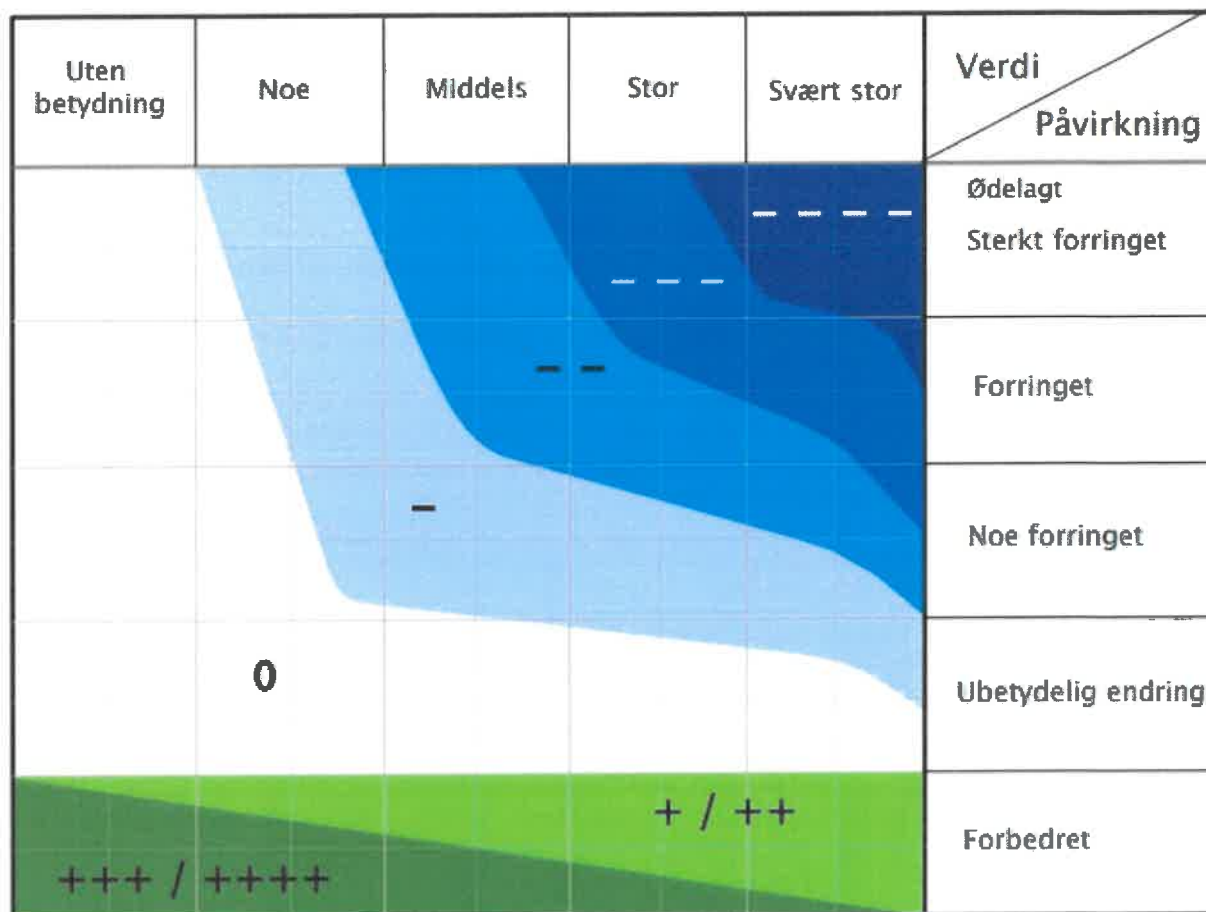 Uten
betydning
Noe
Middels
Stor
Svært stor
Verdi
Påvirkning
Ødelagt
Sterkt forringet
– – – –
– – –
Forringet
– –
Noe forringet
–
Ubetydelig endring
0
Forbedret
+ / ++
+++ / ++++